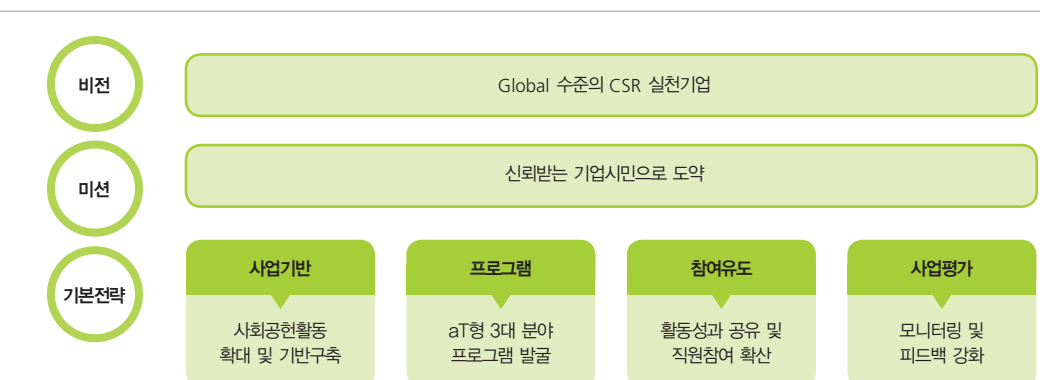 비전
Global 수준의 CSR 실천기업
미션
신뢰받는 기업시민으로 도약
기본전략
사업기반
사회공헌활동
확대 및 기반구축
프로그램
aT형 3대 분야
프로그램 발굴
참여유도
활동성과 공유 및
직원참여 확산
사업평가
모니터링 및
피드백 강화